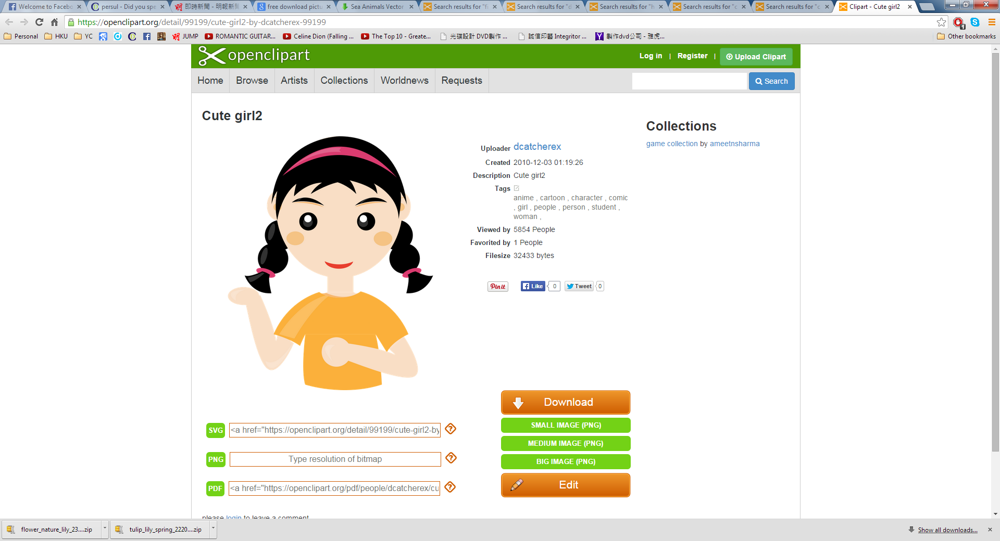 Welcome to Facebo
persul - Did you spe
即時新聞 - 明報新聞
free download pictu
Sea Animals Vector
Search results for "fi
Search results for "d
Search results for "h
Search results for "c
Search results for "c
Clipart - Cute girl2
https://openclipart.org/detail/99199/cute-girl2-by-dcatcherex-99199
Personal HKU YC JUMP ROMANTIC GUITAR... Celine Dion (Falling ... The Top 10 - Greate... 光碟設計 DVD製作 ... 誠信印藝 Integritor ... 製作dvd公司 - 雅虎... Other bookmarks
openclipart
Log in | Register | Upload Clipart
Home Browse Artists Collections Worldnews Requests Search
Cute girl2
Uploader dcatcherex
Created 2010-12-03 01:19:26
Description Cute girl2
Tags
anime , cartoon , character , comic
, girl , people , person , student ,
woman ,
Viewed by 5854 People
Favorited by 1 People
Filesize 32433 bytes
Pin it Like 0 Tweet 0
Collections
game collection by ameetnsharma
Download
SMALL IMAGE (PNG)
MEDIUM IMAGE (PNG)
BIG IMAGE (PNG)
Edit
SVG <a href="https://openclipart.org/detail/99199/cute-girl2-by ?
PNG Type resolution of bitmap ?
PDF <a href="https://openclipart.org/pdf/people/dcatcherex/cu ?
please login to leave a comment
flower_nature_lily_23....zip
tulip_lily_spring_2220....zip
Show all downloads...